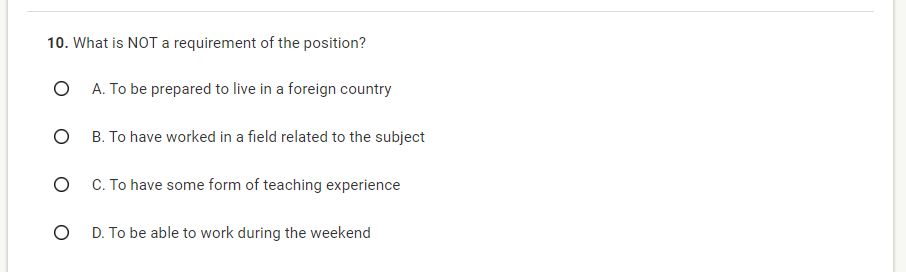 10. What is NOT a requirement of the position?
A. To be prepared to live in a foreign country
B. To have worked in a field related to the subject
C. To have some form of teaching experience
D. To be able to work during the weekend